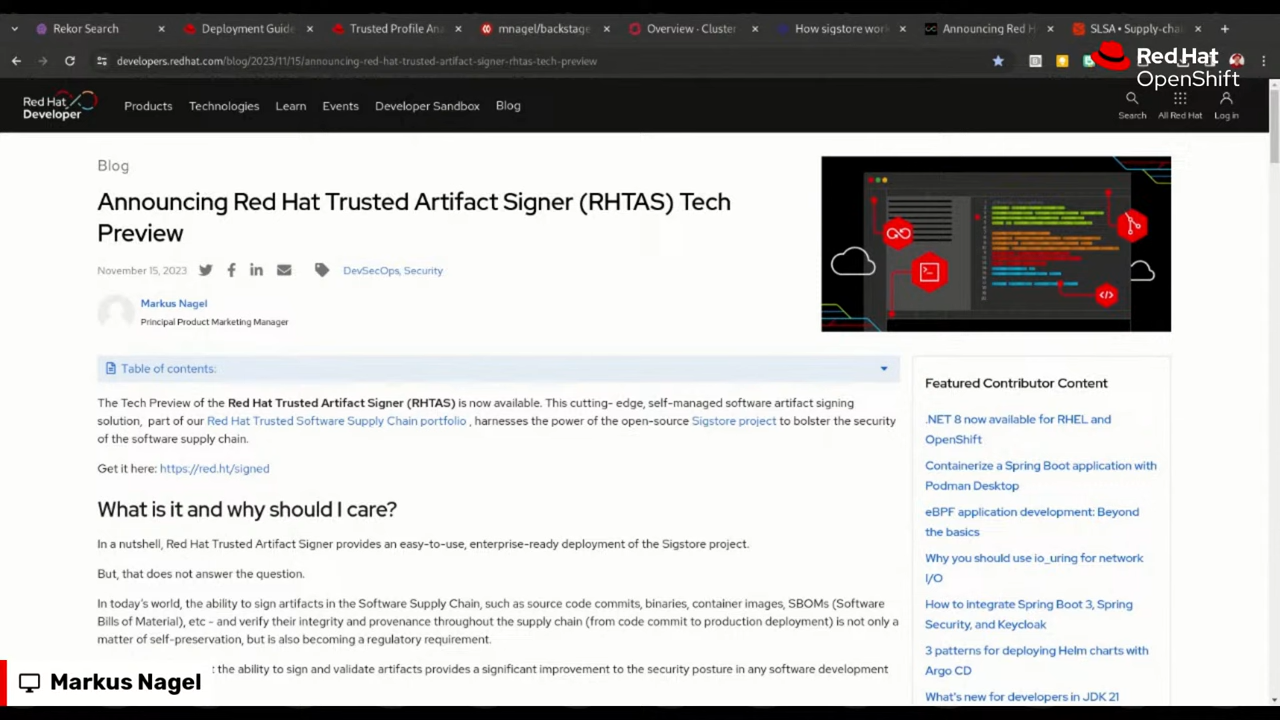 Rekor Search
Deployment Guide
Trusted Profile Ana
mnagel/backstage
Overview · Cluster
How sigstore wor
Announcing Red H
SLSA • Supply-cha
developers.redhat.com/blog/2023/11/15/announcing-red-hat-trusted-artifact-signer-rhtas-tech-preview
Red Hat
OpenShift
Red Hat
Developer
Products
Technologies
Learn
Events
Developer Sandbox
Blog
Search
All Red Hat
Log in
Blog
Announcing Red Hat Trusted Artifact Signer (RHTAS) Tech
Preview
November 15, 2023
DevSecOps, Security
Markus Nagel
Principal Product Marketing Manager
Table of contents:
The Tech Preview of the Red Hat Trusted Artifact Signer (RHTAS) is now available. This cutting- edge, self-managed software artifact signing
solution, part of our Red Hat Trusted Software Supply Chain portfolio , harnesses the power of the open-source Sigstore project to bolster the security
of the software supply chain.
Get it here: https://red.ht/signed
What is it and why should I care?
In a nutshell, Red Hat Trusted Artifact Signer provides an easy-to-use, enterprise-ready deployment of the Sigstore project.
But, that does not answer the question.
In today's world, the ability to sign artifacts in the Software Supply Chain, such as source code commits, binaries, container images, SBOMs (Software
Bills of Material), etc - and verify their integrity and provenance throughout the supply chain (from code commit to production deployment) is not only a
matter of self-preservation, but is also becoming a regulatory requirement.
t the ability to sign and validate artifacts provides a significant improvement to the security posture in any software development
Featured Contributor Content
.NET 8 now available for RHEL and
OpenShift
Containerize a Spring Boot application with
Podman Desktop
eBPF application development: Beyond
the basics
Why you should use io_uring for network
I/O
How to integrate Spring Boot 3, Spring
Security, and Keycloak
3 patterns for deploying Helm charts with
Argo CD
What's new for developers in JDK 21
Markus Nagel